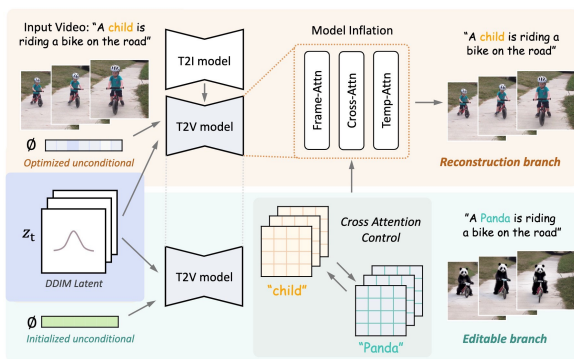 Input Video: "A child is
riding a bike on the road"
T2I model
T2V model
Ø
Optimized unconditional
Model Inflation
Frame-Attn
Cross-Attn
Temp-Attn
"A child is riding a
bike on the road"
Reconstruction branch
zt
DDIM Latent
T2V model
Ø
Initialized unconditional
Cross Attention
Control
"child"
"Panda"
"A Panda is riding
a bike on the road"
Editable branch